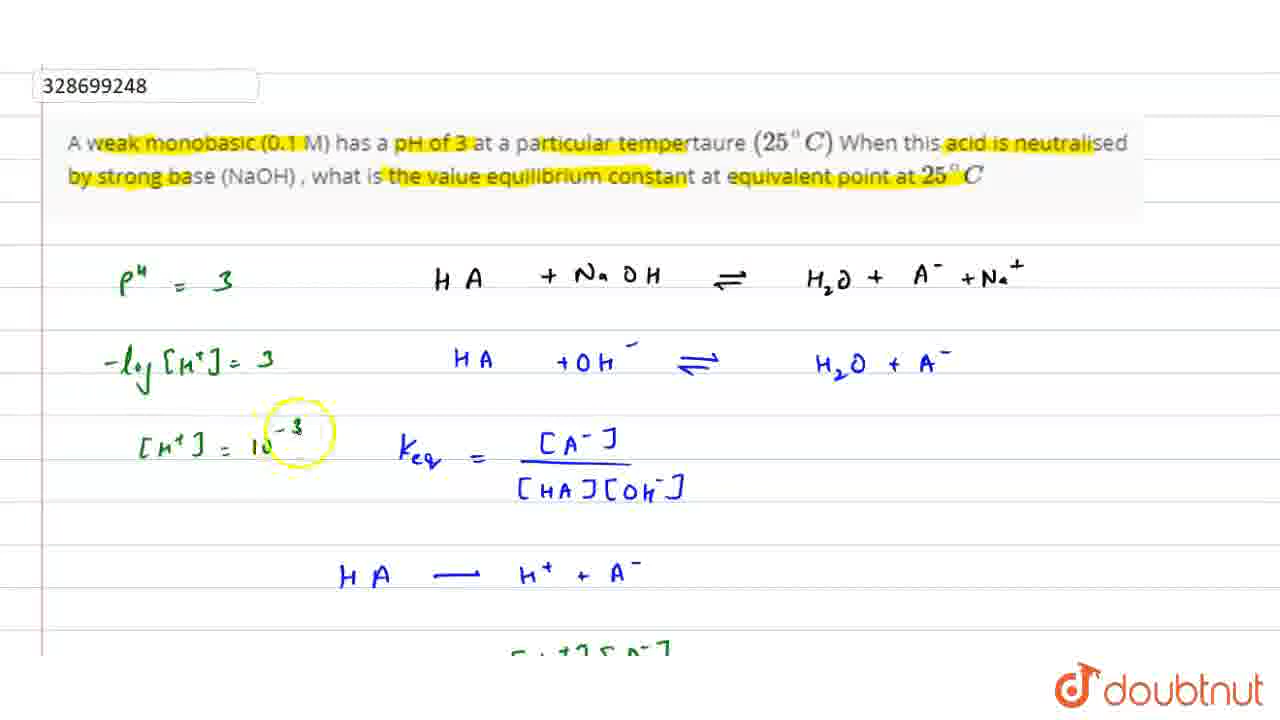 328699248
A weak monobasic (0.1 M) has a pH of 3 at a particular tempertaure (25°C) When this acid is neutralised
by strong base (NaOH) , what is the value equilibrium constant at equivalent point at 25°C
pH = 3
HA + NaOH ⇌ H₂O + A⁻ + Na⁺
-log[H⁺] = 3
HA + OH⁻ ⇌ H₂O + A⁻
[H⁺] = 10⁻³
Keq = [A⁻] / [HA][OH⁻]
HA — H⁺ + A⁻
doubtnut